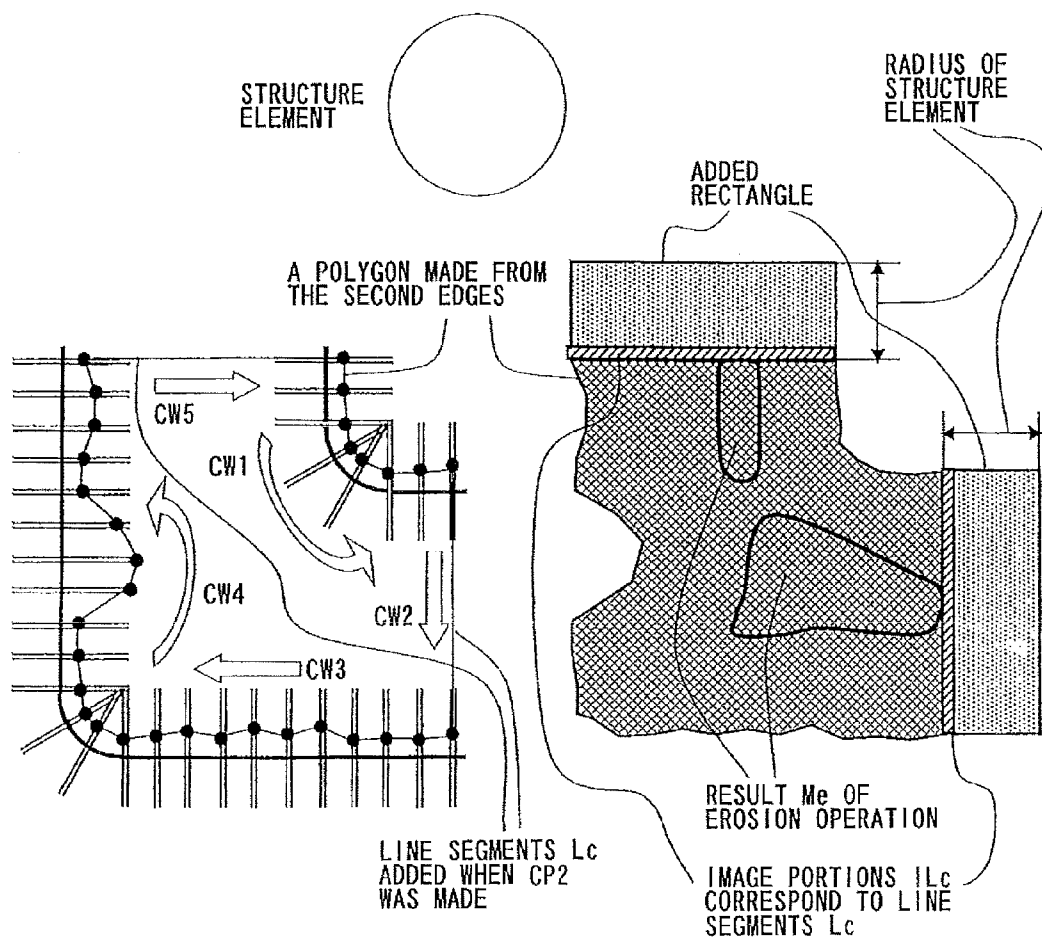 STRUCTURE
ELEMENT
RADIUS OF
STRUCTURE
ELEMENT
ADDED
RECTANGLE
A POLYGON MADE FROM
THE SECOND EDGES
CW5
CW1
CW4
CW2
CW3
RESULT Me OF
EROSION OPERATION
LINE SEGMENTS Lc
ADDED WHEN CP2
WAS MADE
IMAGE PORTIONS ILc
CORRESPOND TO LINE
SEGMENTS Lc